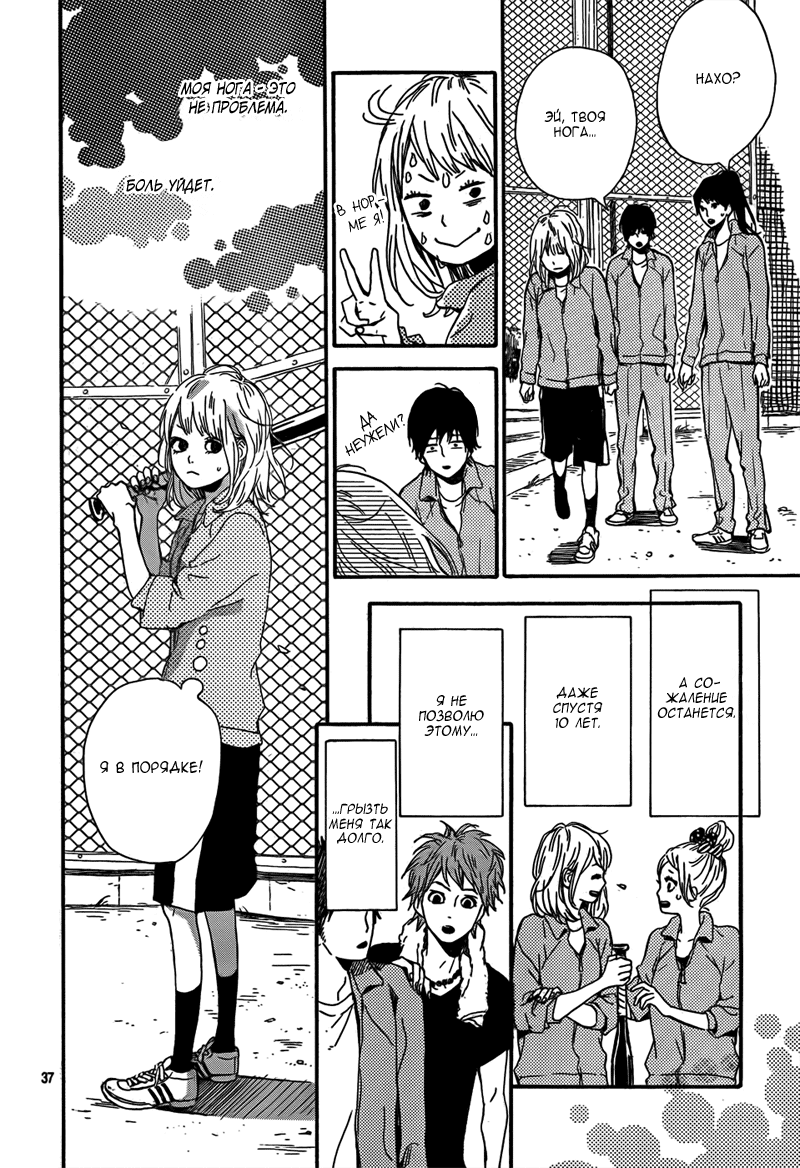 НАХО?
ЭЙ, ТВОЯ
НОГА...
В НОР-
МЕ Я!
ДА
НЕУЖЕЛИ?
А СО-
ЖАЛЕНИЕ
ОСТАНЕТСЯ.
ДАЖЕ
СПУСТЯ
10 ЛЕТ.
Я НЕ
ПОЗВОЛЮ
ЭТОМУ...
...ГРЫЗТЬ
МЕНЯ ТАК
ДОЛГО.
МОЯ НОГА - ЭТО
НЕ ПРОБЛЕМА.
БОЛЬ УЙДЕТ.
Я В ПОРЯДКЕ!
37